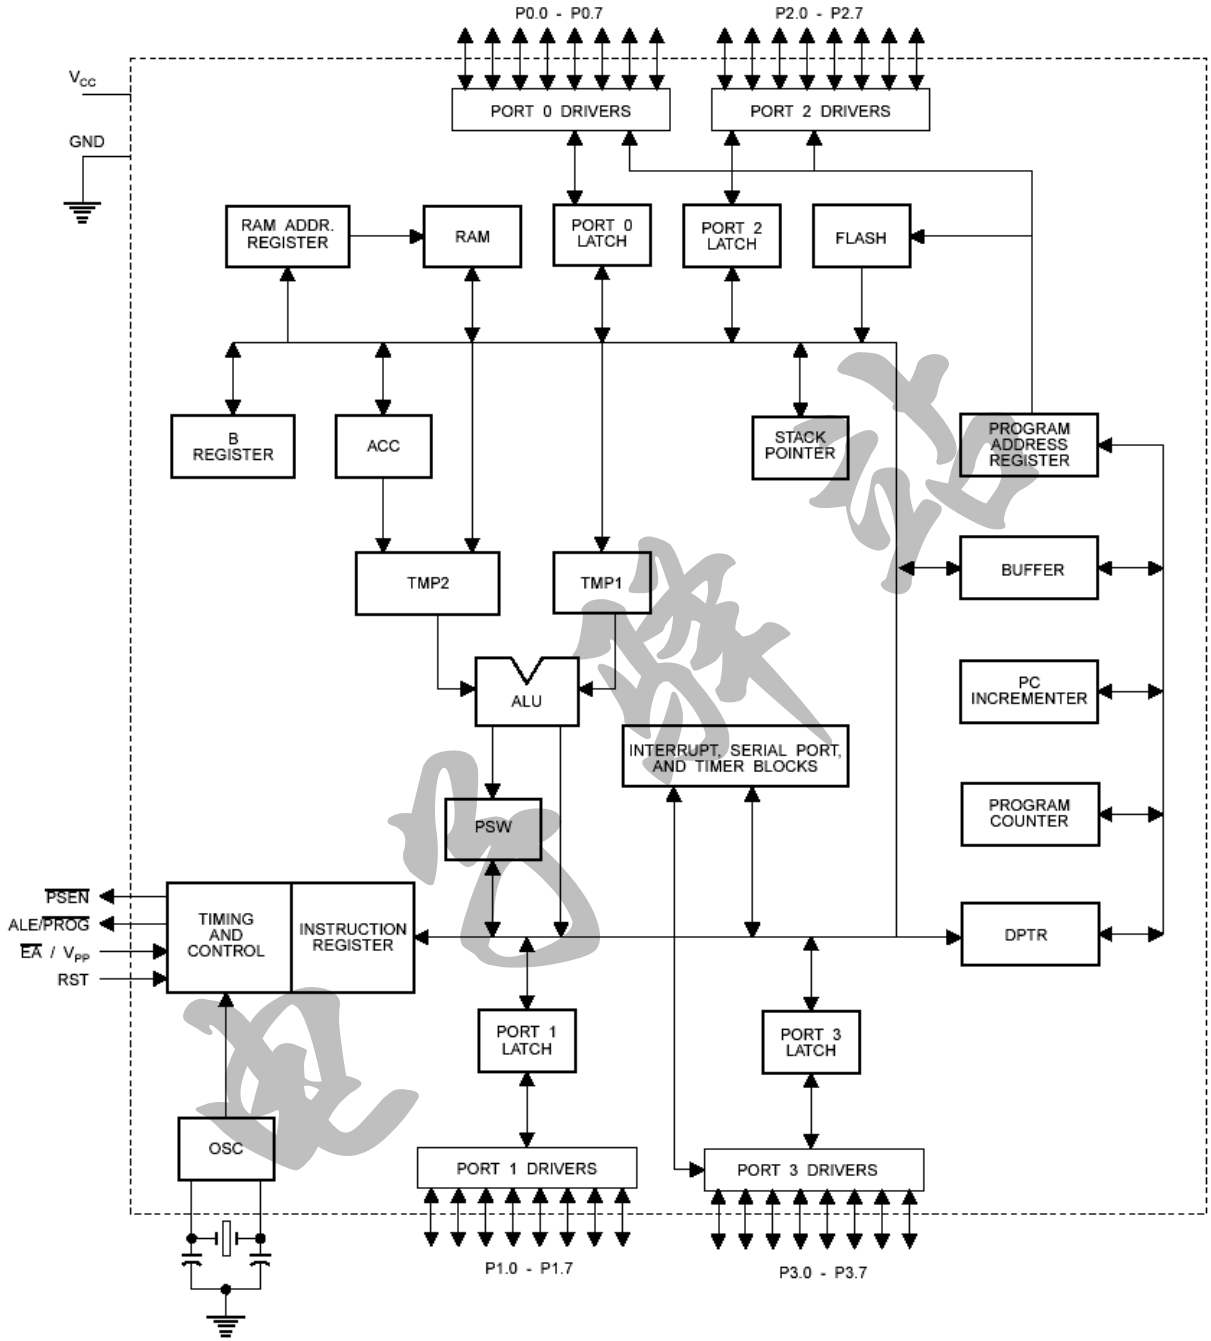 P0.0 - P0.7
P2.0 - P2.7
VCC
PORT 0 DRIVERS
PORT 2 DRIVERS
GND
RAM ADDR.
REGISTER
RAM
PORT 0
LATCH
PORT 2
LATCH
FLASH
B
REGISTER
ACC
STACK
POINTER
PROGRAM
ADDRESS
REGISTER
TMP2
TMP1
BUFFER
ALU
PC
INCREMENTER
INTERRUPT, SERIAL PORT,
AND TIMER BLOCKS
PSW
PROGRAM
COUNTER
PSEN
ALE/PROG
EA / VPP
RST
TIMING
AND
CONTROL
INSTRUCTION
REGISTER
DPTR
PORT 1
LATCH
PORT 3
LATCH
OSC
PORT 1 DRIVERS
PORT 3 DRIVERS
P1.0 - P1.7
P3.0 - P3.7